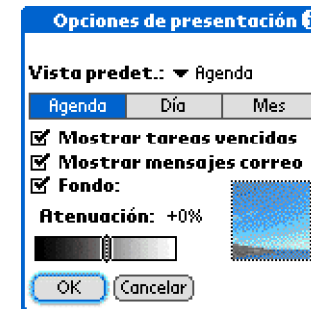 Opciones de presentación
Vista predet.: Agenda
Agenda Día Mes
Mostrar tareas vencidas
Mostrar mensajes correo
Fondo:
Atenuación: +0%
OK Cancelar